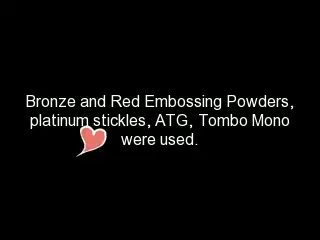 Bronze and Red Embossing Powders,
platinum stickles, ATG, Tombo Mono
were used.